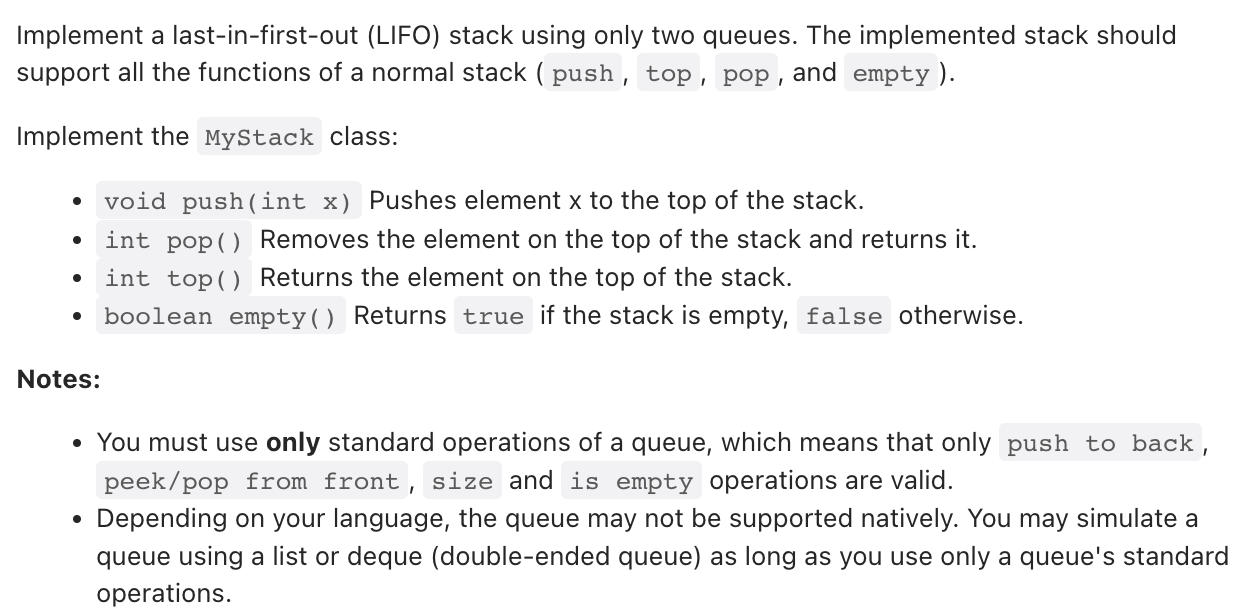 Implement a last-in-first-out (LIFO) stack using only two queues. The implemented stack should
support all the functions of a normal stack ( push , top , pop , and empty ).
Implement the MyStack class:
• void push(int x) Pushes element x to the top of the stack.
• int pop() Removes the element on the top of the stack and returns it.
• int top() Returns the element on the top of the stack.
• boolean empty() Returns true if the stack is empty, false otherwise.
Notes:
• You must use only standard operations of a queue, which means that only push to back ,
peek/pop from front , size and is empty operations are valid.
• Depending on your language, the queue may not be supported natively. You may simulate a
queue using a list or deque (double-ended queue) as long as you use only a queue's standard
operations.